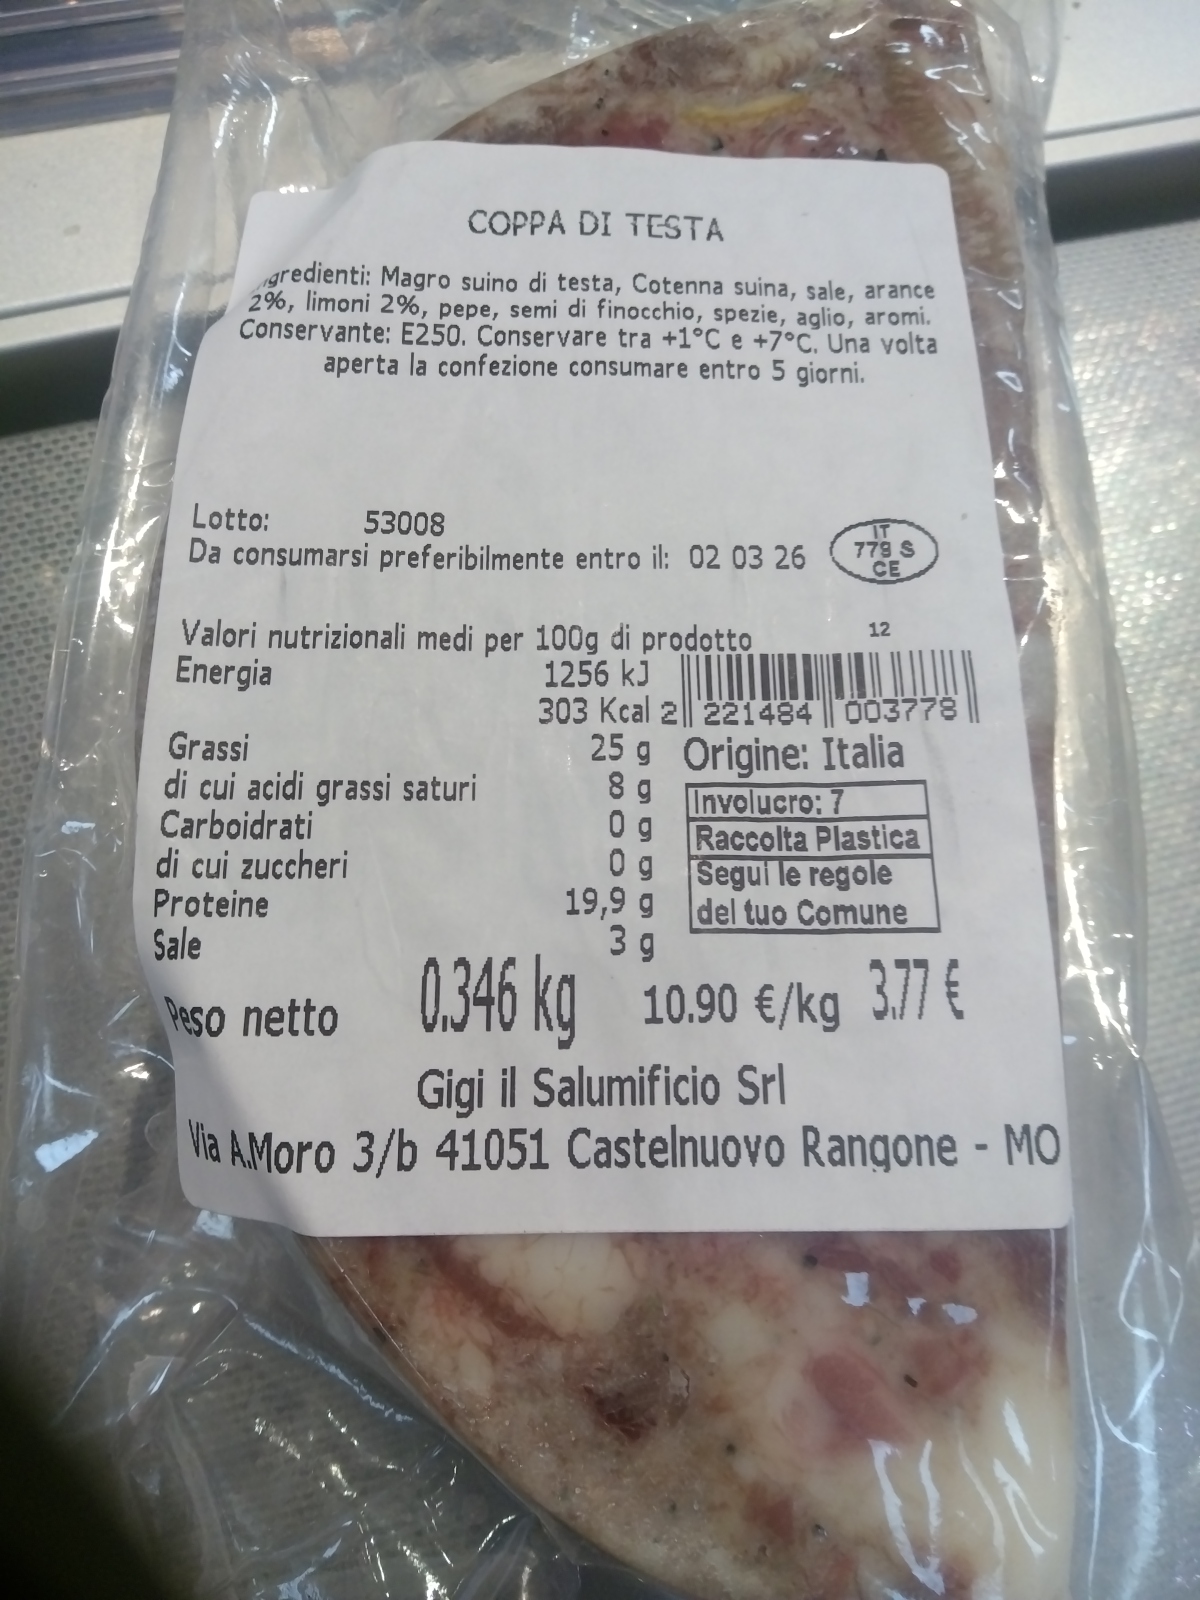 COPPA DI TESTA
gredienti: Magro suino di testa, Cotenna suina, sale, arance
2%, limoni 2%, pepe, semi di finocchio, spezie, aglio, aromi.
Conservante: E250. Conservare tra +1°C e +7°C. Una volta
aperta la confezione consumare entro 5 giorni.
Lotto: 53008
Da consumarsi preferibilmente entro il: 02 03 26
IT
779 S
CE
Valori nutrizionali medi per 100g di prodotto
12
Energia 1256 kJ
303 Kcal
2 221484 003778
Grassi 25 g
di cui acidi grassi saturi 8 g
Carboidrati 0 g
di cui zuccheri 0 g
Proteine 19,9 g
Sale 3 g
Origine: Italia
Involucro: 7
Raccolta Plastica
Segui le regole
del tuo Comune
Peso netto 0.346 kg 10.90 €/kg 3.77 €
Gigi il Salumificio Srl
Via A.Moro 3/b 41051 Castelnuovo Rangone - MO